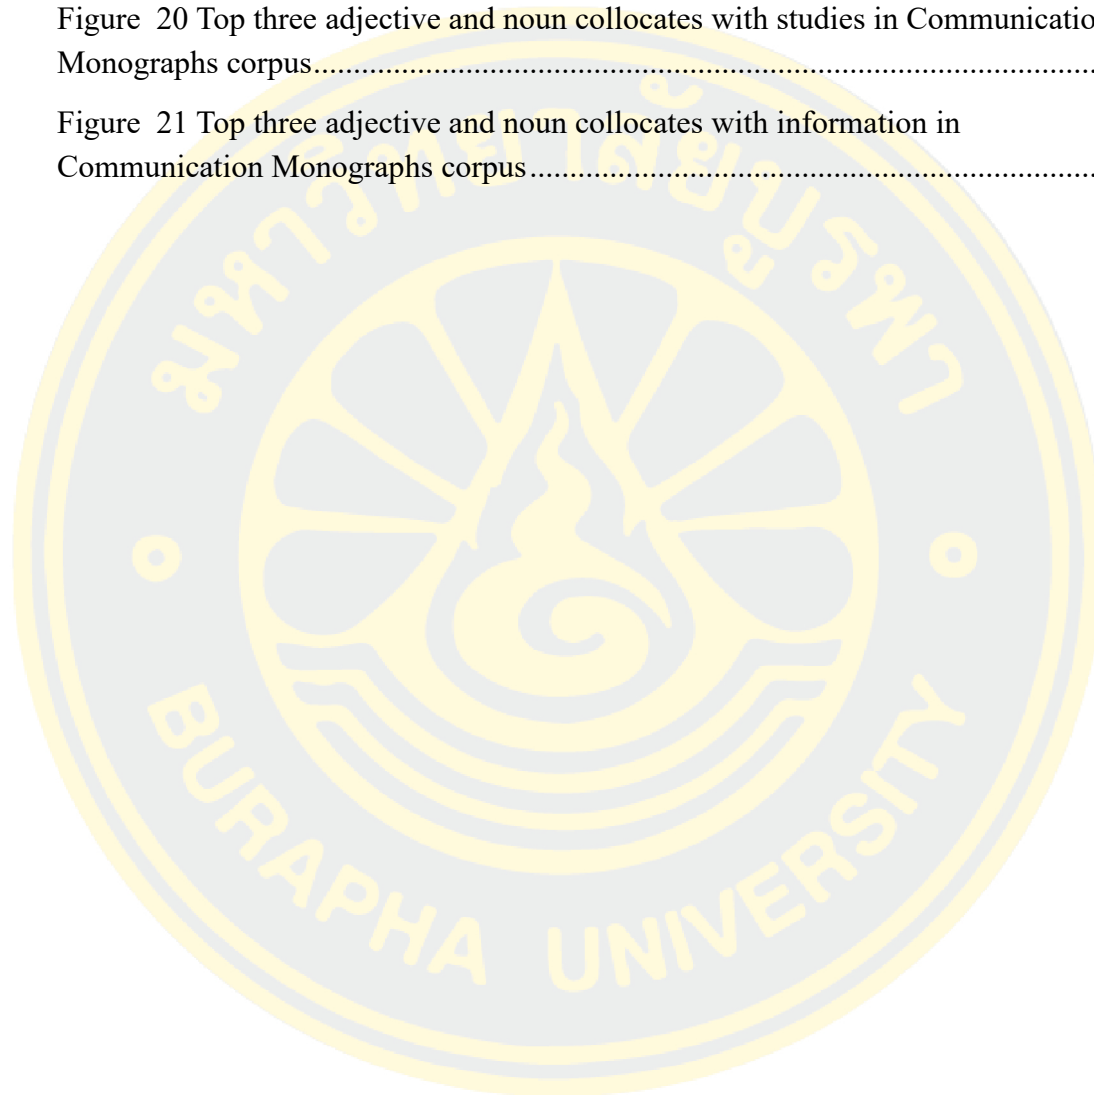 Figure  20 Top three adjective and noun collocates with studies in Communicatio
Monographs corpus..........................................................................................................
Figure  21 Top three adjective and noun collocates with information in
Communication Monographs corpus..............................................................................
มหาวิทยาลัยบูรพา
BURAPHA UNIVERSITY